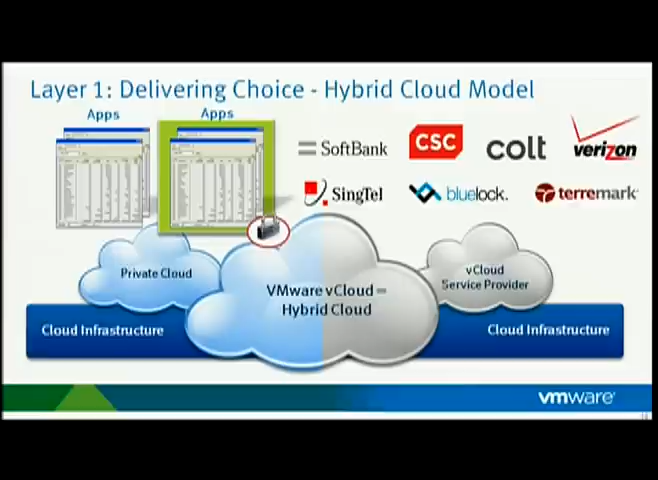 Layer 1: Delivering Choice - Hybrid Cloud Model
Apps
Apps
SoftBank
CSC
colt
verizon
SingTel
bluelock.
terremark
Private Cloud
VMware vCloud =
Hybrid Cloud
vCloud
Service Provider
Cloud Infrastructure
Cloud Infrastructure
vmware